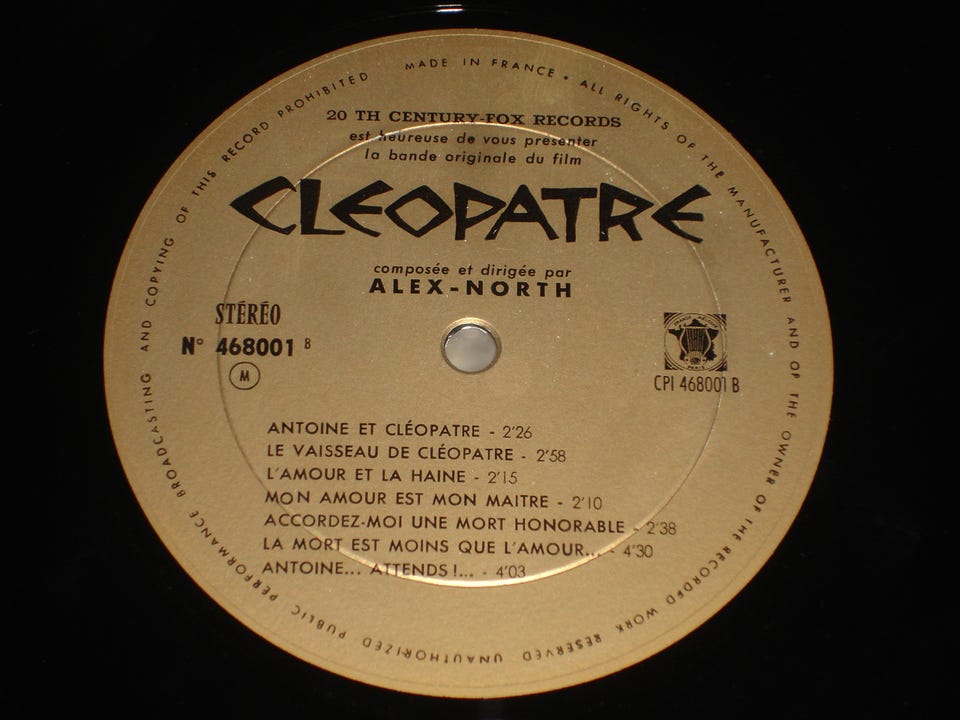 MADE IN FRANCE • ALL RIGHTS OF THE MANUFACTURER AND OF THE OWNER OF THE RECORDED WORK RESERVED UNAUTHORIZED PUBLIC PERFORMANCE BROADCASTING AND COPYING OF THIS RECORD PROHIBITED
20 TH CENTURY-FOX RECORDS
est heureuse de vous présenter
la bande originale du film
CLEOPATRE
composée et dirigée par
ALEX-NORTH
STÉRÉO
N° 468001 B
M
CPI 468001 B
ANTOINE ET CLÉOPATRE - 2'26
LE VAISSEAU DE CLÉOPATRE - 2'58
L'AMOUR ET LA HAINE - 2'15
MON AMOUR EST MON MAITRE - 2'10
ACCORDEZ-MOI UNE MORT HONORABLE - 2'38
LA MORT EST MOINS QUE L'AMOUR... - 4'30
ANTOINE... ATTENDS !... - 4'03